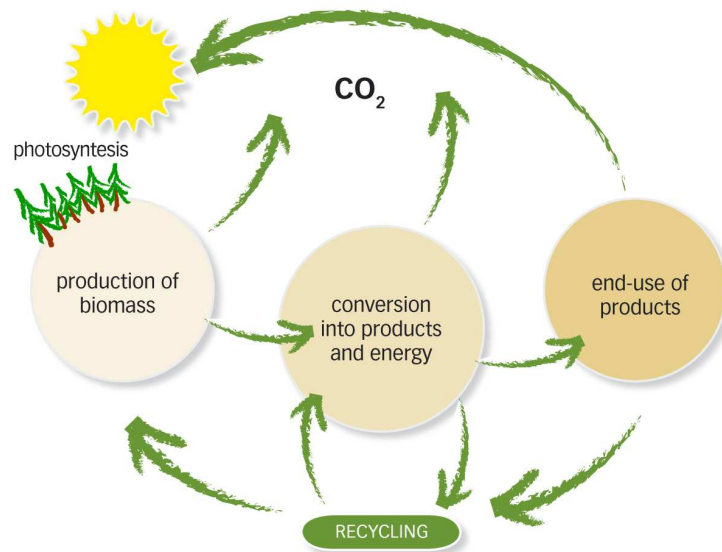 CO₂
photosyntesis
production of
biomass
conversion
into products
and energy
end-use of
products
RECYCLING